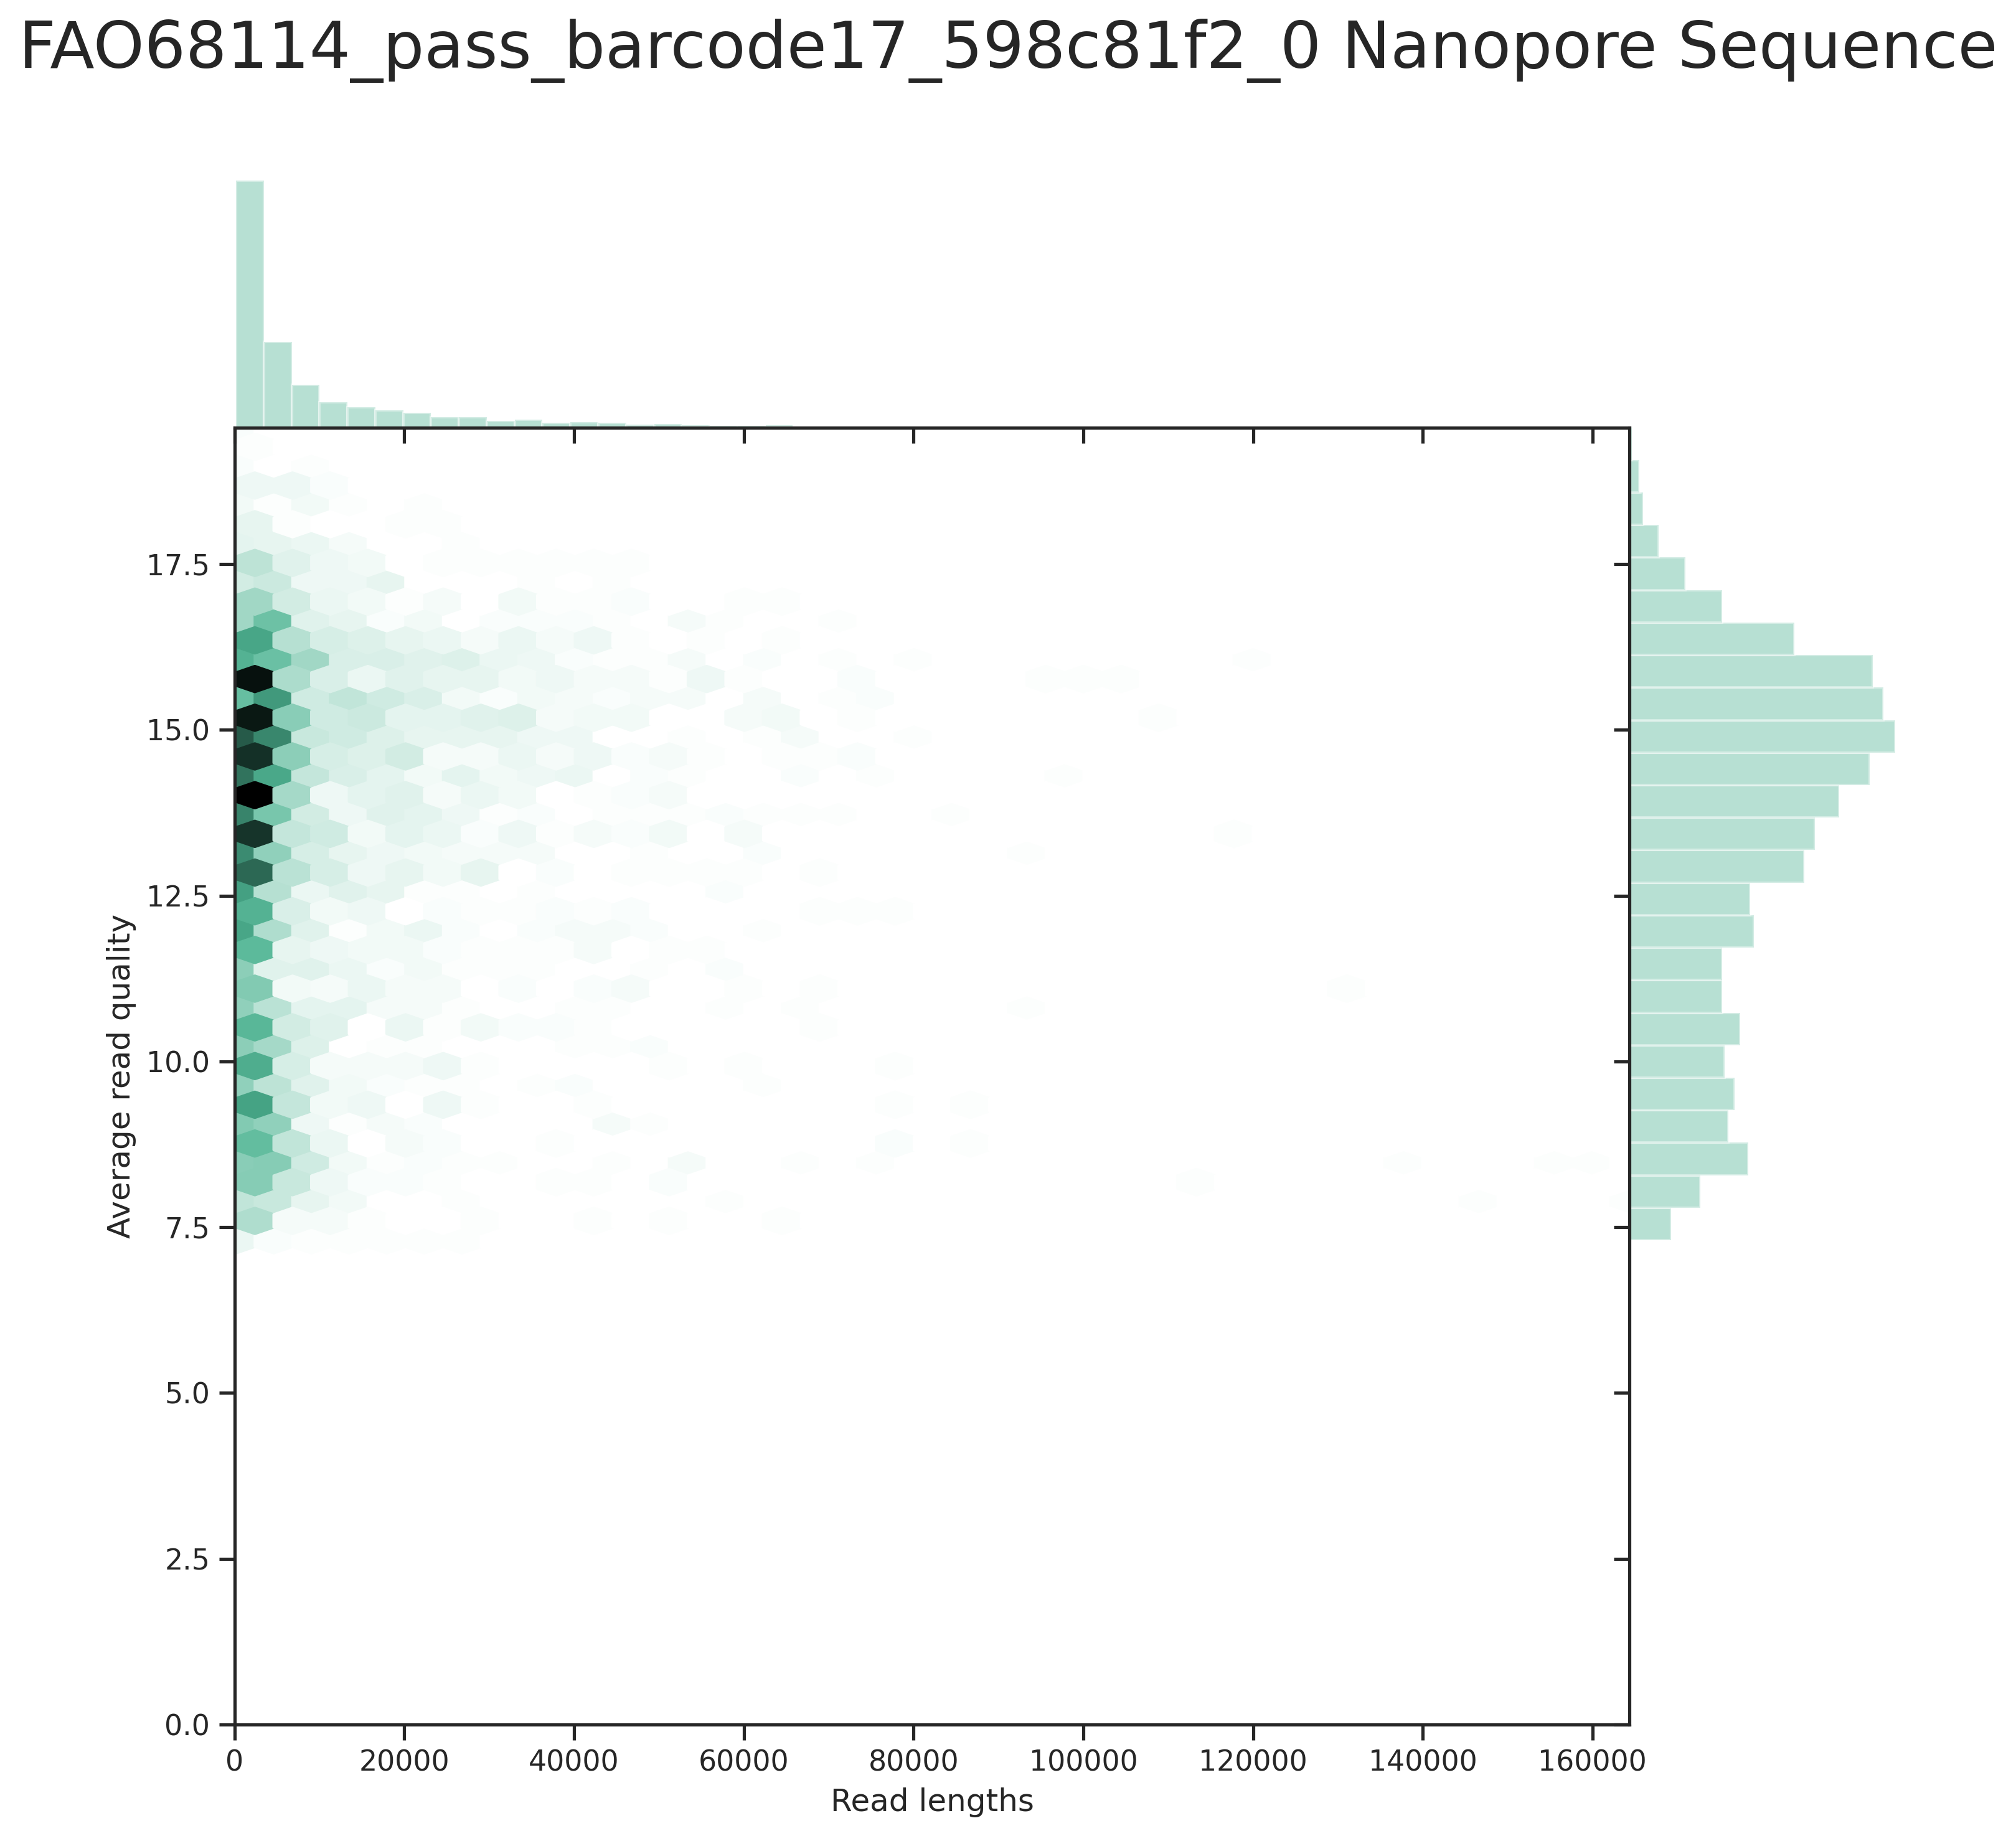 FAO68114_pass_barcode17_598c81f2_0 Nanopore Sequence
17.5
15.0
12.5
10.0
7.5
5.0
2.5
0.0
Average read quality
0 20000 40000 60000 80000 100000 120000 140000 160000
Read lengths